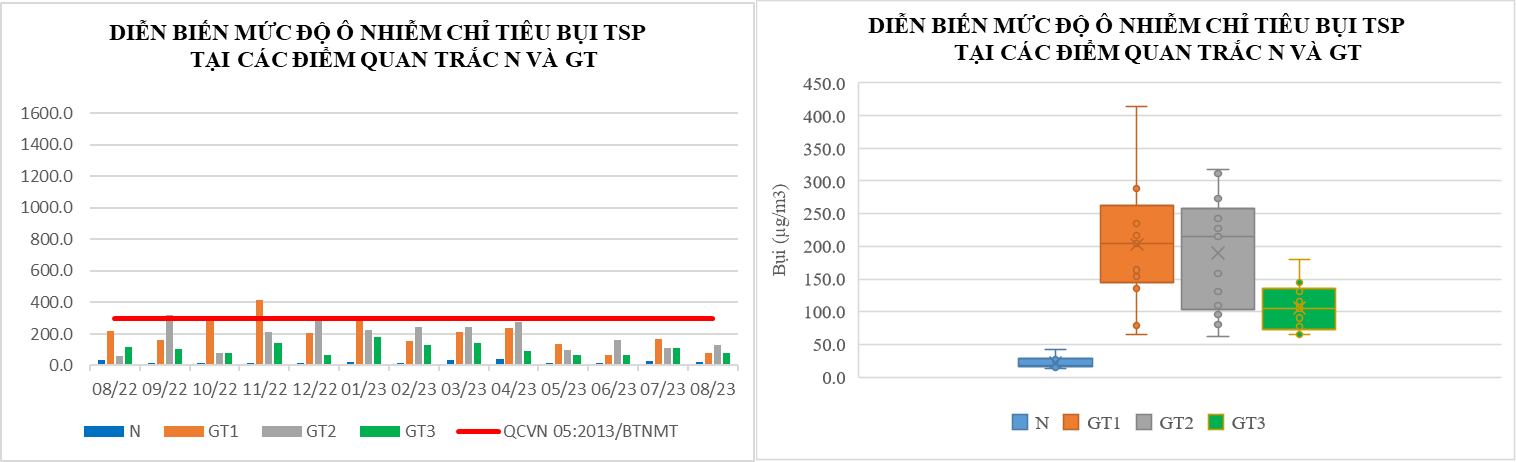 DIỄN BIẾN MỨC ĐỘ Ô NHIỄM CHỈ TIÊU BỤI TSP
TẠI CÁC ĐIỂM QUAN TRẮC N VÀ GT
1600.0
1400.0
1200.0
1000.0
800.0
600.0
400.0
200.0
0.0
08/22 09/22 10/22 11/22 12/22 01/23 02/23 03/23 04/23 05/23 06/23 07/23 08/23
N GT1 GT2 GT3 QCVN 05:2013/BTNMT
DIỄN BIẾN MỨC ĐỘ Ô NHIỄM CHỈ TIÊU BỤI TSP
TẠI CÁC ĐIỂM QUAN TRẮC N VÀ GT
Bụi (µg/m3)
450.0
400.0
350.0
300.0
250.0
200.0
150.0
100.0
50.0
0.0
N GT1 GT2 GT3